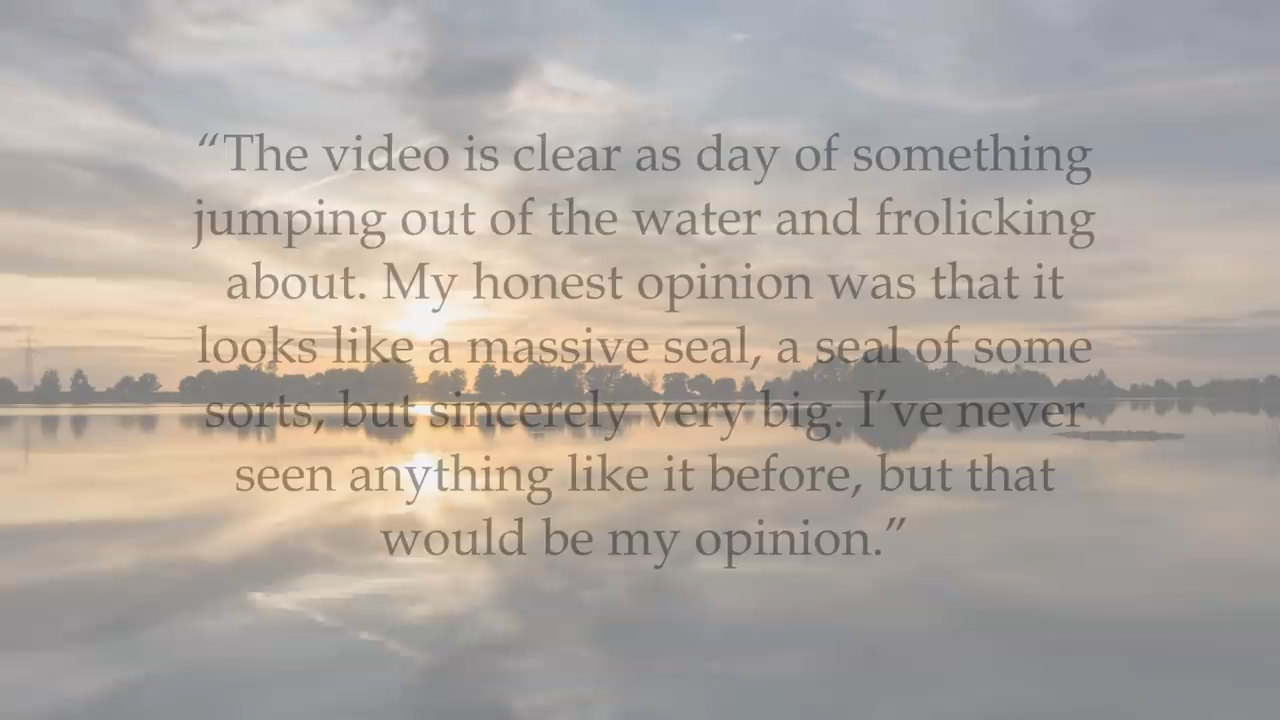 “The video is clear as day of something
jumping out of the water and frolicking
about. My honest opinion was that it
looks like a massive seal, a seal of some
sorts, but sincerely very big. I’ve never
seen anything like it before, but that
would be my opinion.”